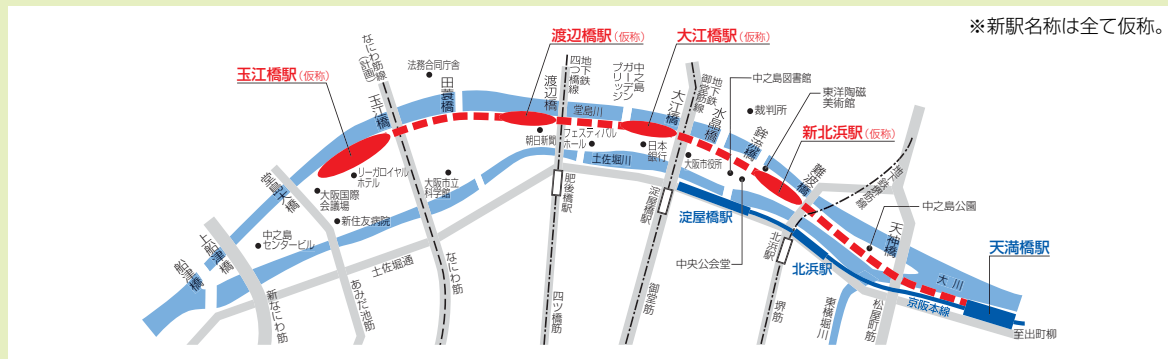 ※新駅名称は全て仮称。
玉江橋駅(仮称)
渡辺橋駅(仮称)
大江橋駅(仮称)
新北浜駅(仮称)
なにわ筋線
(計画)
玉江橋
法務合同庁舎
田蓑橋
渡辺橋
地下鉄
四つ橋線
中之島
ガーデン
ブリッジ
大江橋
地下鉄
御堂筋線
水晶橋
中之島図書館
裁判所
東洋陶磁
美術館
鉾流橋
難波橋
地下鉄堺筋線
堂島川
朝日新聞
フェスティバル
ホール
日本
銀行
大阪市役所
土佐堀川
堂島大橋
リーガロイヤル
ホテル
大阪国際
会議場
新住友病院
大阪市立
科学館
中之島
センタービル
上船津橋
船津橋
新なにわ筋
あみだ池筋
土佐堀通
なにわ筋
肥後橋駅
四ツ橋筋
淀屋橋駅
御堂筋
淀屋橋駅
中央公会堂
北浜駅
北浜駅
堺筋
東横堀川
松屋町筋
天神橋
中之島公園
大川
京阪本線
天満橋駅
至出町柳